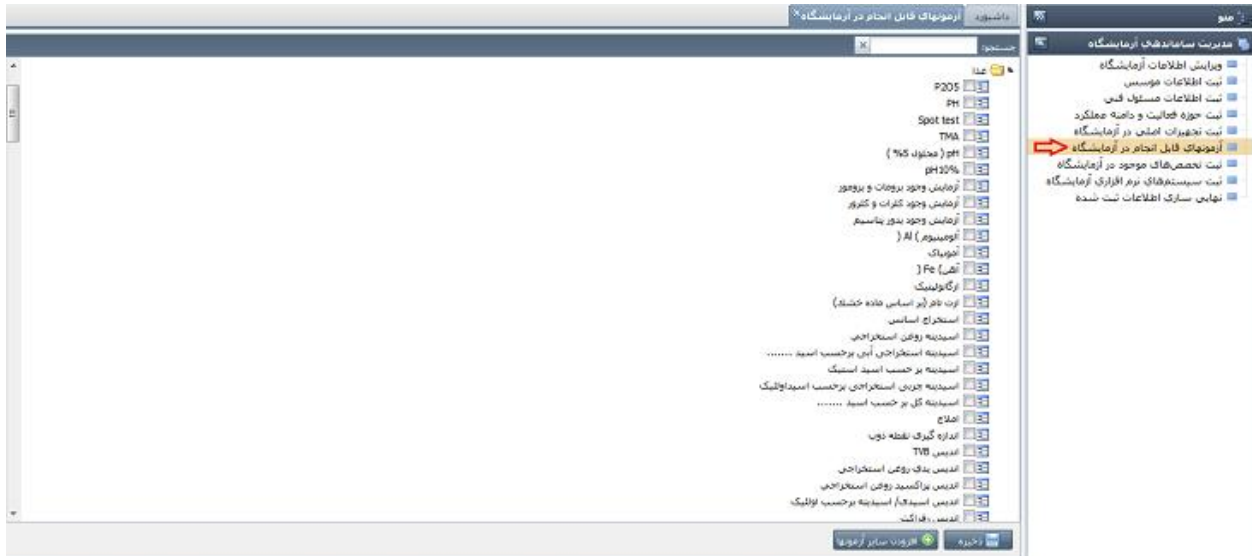 منو
مدیریت ساماندهی آزمایشگاه
ویرایش اطلاعات آزمایشگاه
ثبت اطلاعات موسس
ثبت اطلاعات مسئول فنی
ثبت حوزه فعالیت و دامنه عملکرد
ثبت تجهیزات اصلی در آزمایشگاه
آزمونهای قابل انجام در آزمایشگاه
ثبت تخصص‌های موجود در آزمایشگاه
ثبت سیستم‌های نرم افزاری آزمایشگاه
نهایی سازی اطلاعات ثبت شده
داشبورد آزمونهای قابل انجام در آزمایشگاه
جستجو:
غذا
P2O5
PH
Spot test
TMA
pH ( محلول 5% )
pH10%
آزمایش وجود برومات و برومور
آزمایش وجود کلرات و کلرور
آزمایش وجود یدور پتاسیم
آلومینیوم ) Al (
آمونیاک
آهن) Fe (
ارگانولپتیک
ازت تام (بر اساس ماده خشک)
استخراج اسانس
اسیدیته روغن استخراجی
اسیدیته استخراجی آبی برحسب اسید .......
اسیدیته بر حسب اسید استیک
اسیدیته چربی استخراجی برحسب اسیداولئیک
اسیدیته کل بر حسب اسید .......
املاح
اندازه گیری نقطه ذوب
اندیس TVB
اندیس یدی روغن استخراجی
اندیس پراکسید روغن استخراجی
اندیس اسیدی/ اسیدیته برحسب اولئیک
اندیس رفراکت
ذخیره افزودن سایر آزمونها